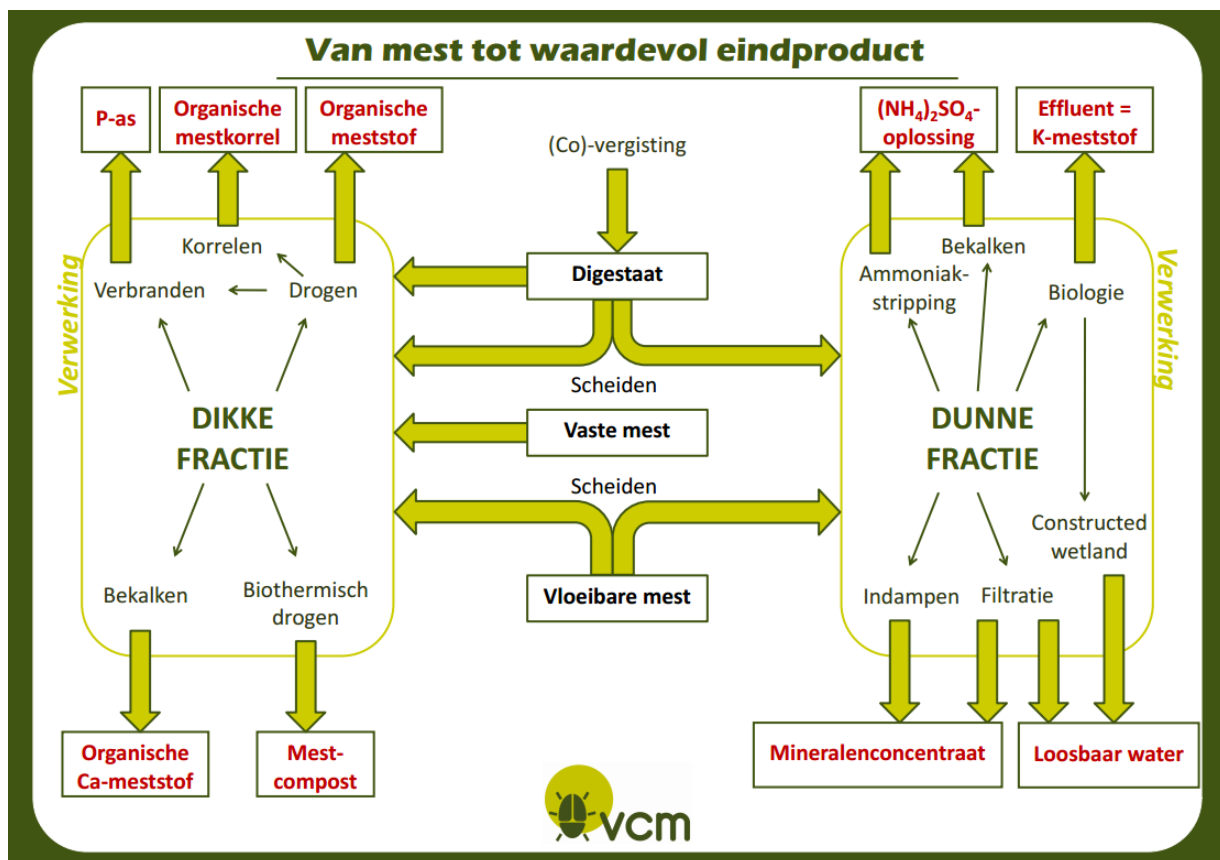 Van mest tot waardevol eindproduct
P-as
Organische
mestkorrel
Organische
meststof
(Co)-vergisting
(NH₄)₂SO₄-
oplossing
Effluent =
K-meststof
Verwerking
Korrelen
Verbranden
Drogen
DIKKE
FRACTIE
Bekalken
Biothermisch
drogen
Organische
Ca-meststof
Mest-
compost
Digestaat
Scheiden
Vaste mest
Scheiden
Vloeibare mest
Bekalken
Ammoniak-
stripping
Biologie
Verwerking
DUNNE
FRACTIE
Constructed
wetland
Indampen
Filtratie
Mineralenconcentraat
Loosbaar water
vcm